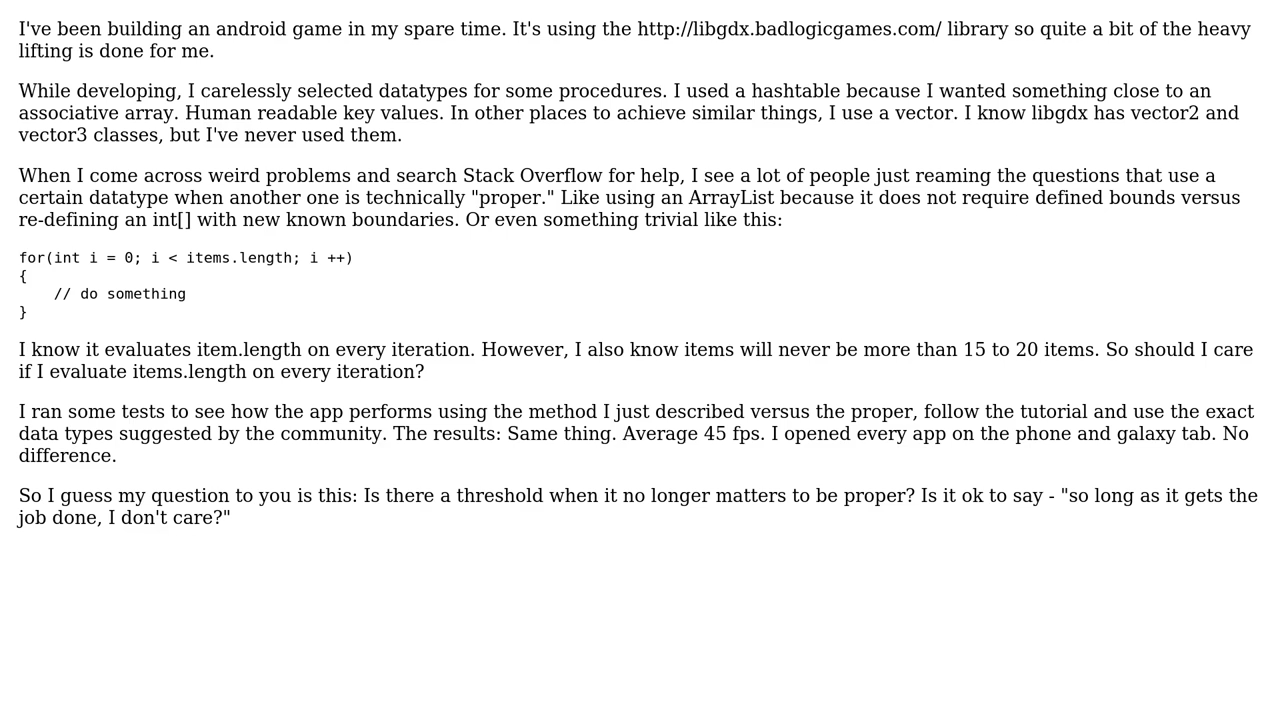 I've been building an android game in my spare time. It's using the http://libgdx.badlogicgames.com/ library so quite a bit of the heavy
lifting is done for me.
While developing, I carelessly selected datatypes for some procedures. I used a hashtable because I wanted something close to an
associative array. Human readable key values. In other places to achieve similar things, I use a vector. I know libgdx has vector2 and
vector3 classes, but I've never used them.
When I come across weird problems and search Stack Overflow for help, I see a lot of people just reaming the questions that use a
certain datatype when another one is technically "proper." Like using an ArrayList because it does not require defined bounds versus
re-defining an int[] with new known boundaries. Or even something trivial like this:
for(int i = 0; i < items.length; i ++)
{
    // do something
}
I know it evaluates item.length on every iteration. However, I also know items will never be more than 15 to 20 items. So should I care
if I evaluate items.length on every iteration?
I ran some tests to see how the app performs using the method I just described versus the proper, follow the tutorial and use the exact
data types suggested by the community. The results: Same thing. Average 45 fps. I opened every app on the phone and galaxy tab. No
difference.
So I guess my question to you is this: Is there a threshold when it no longer matters to be proper? Is it ok to say - "so long as it gets the
job done, I don't care?"